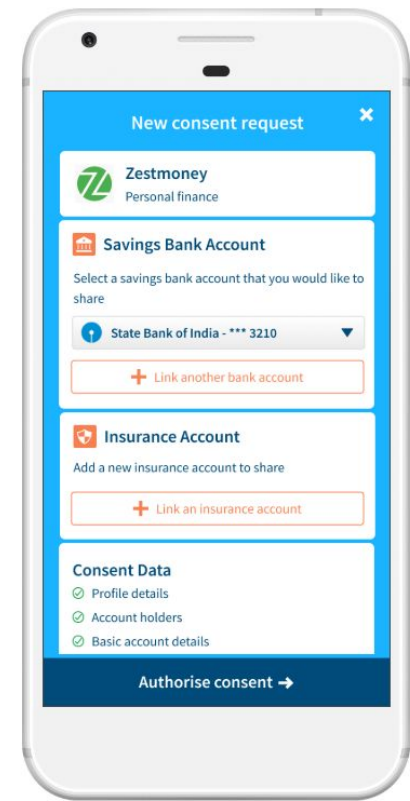 New consent request
Zestmoney
Personal finance
Savings Bank Account
Select a savings bank account that you would like to
share
State Bank of India - *** 3210
Link another bank account
Insurance Account
Add a new insurance account to share
Link an insurance account
Consent Data
Profile details
Account holders
Basic account details
Authorise consent →